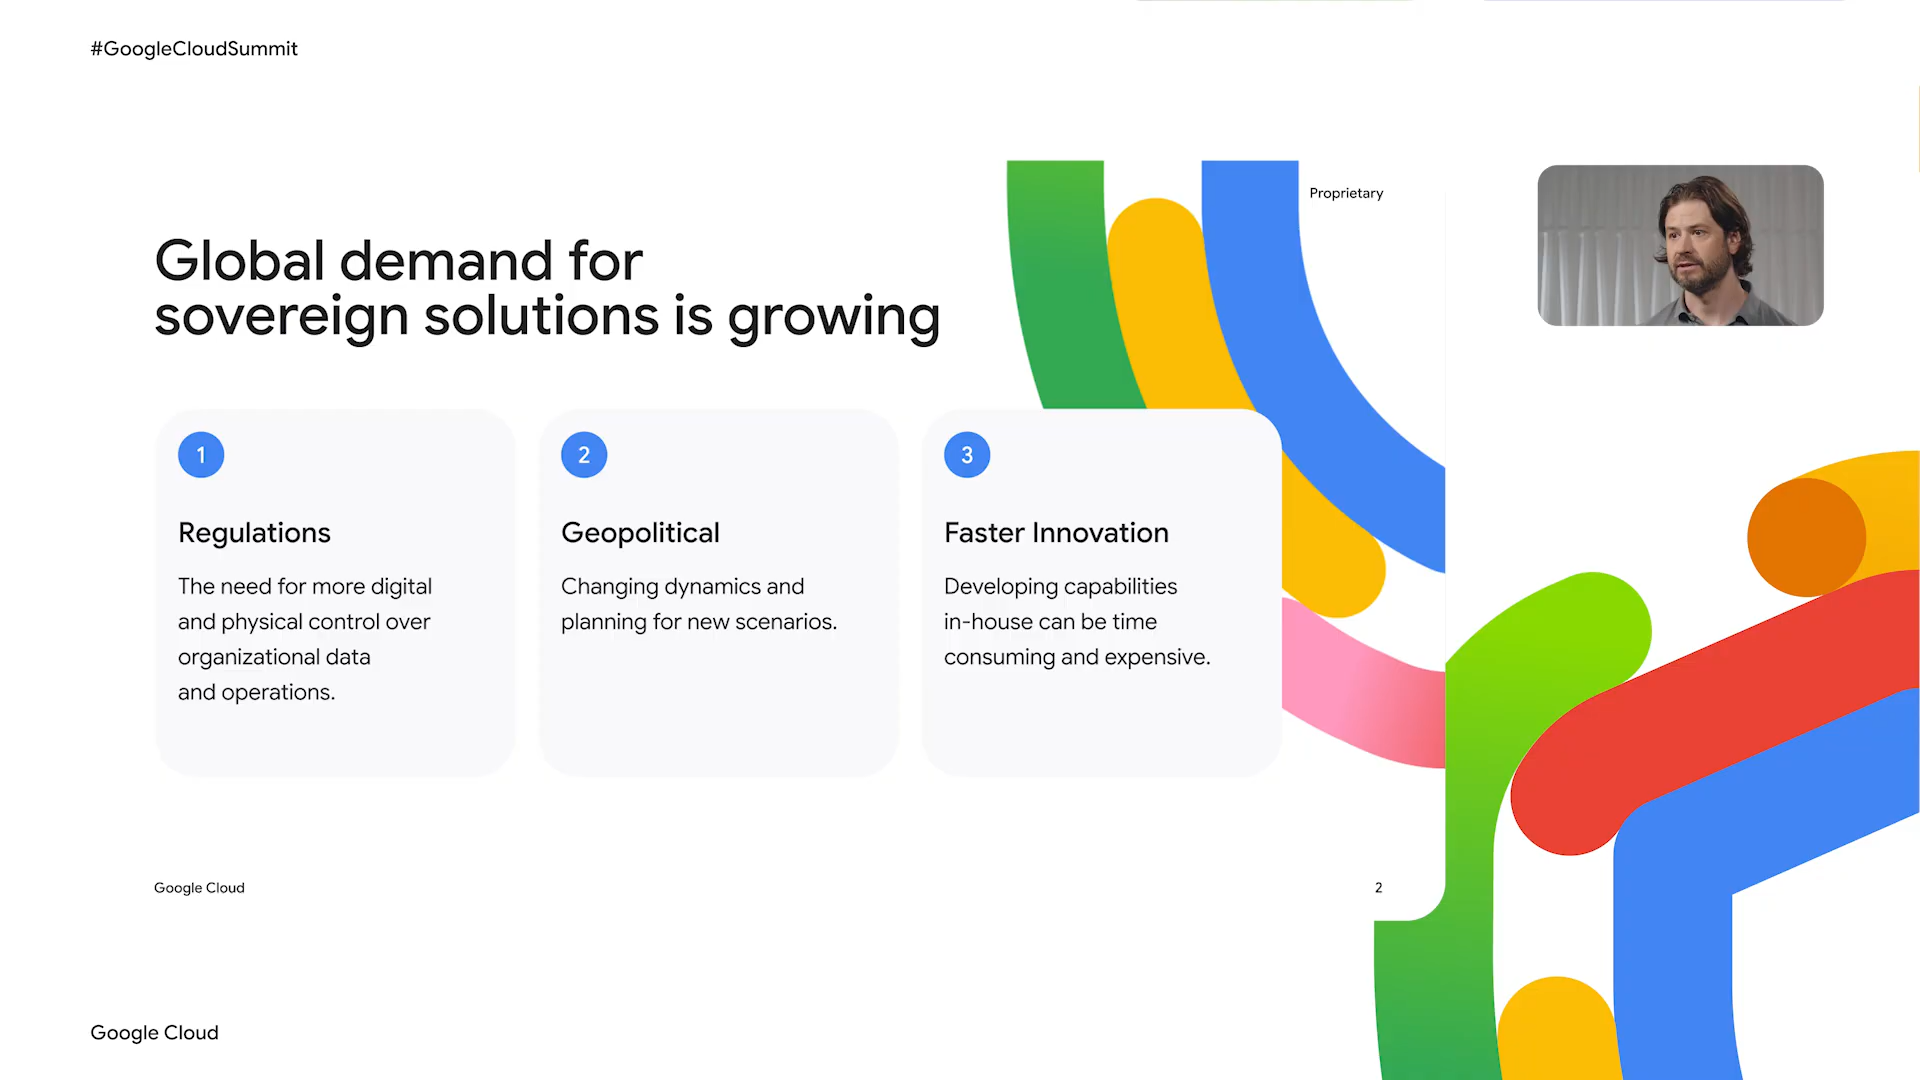 #GoogleCloudSummit
Proprietary
Global demand for
sovereign solutions is growing
1
Regulations
The need for more digital
and physical control over
organizational data
and operations.
2
Geopolitical
Changing dynamics and
planning for new scenarios.
3
Faster Innovation
Developing capabilities
in-house can be time
consuming and expensive.
Google Cloud
2
Google Cloud